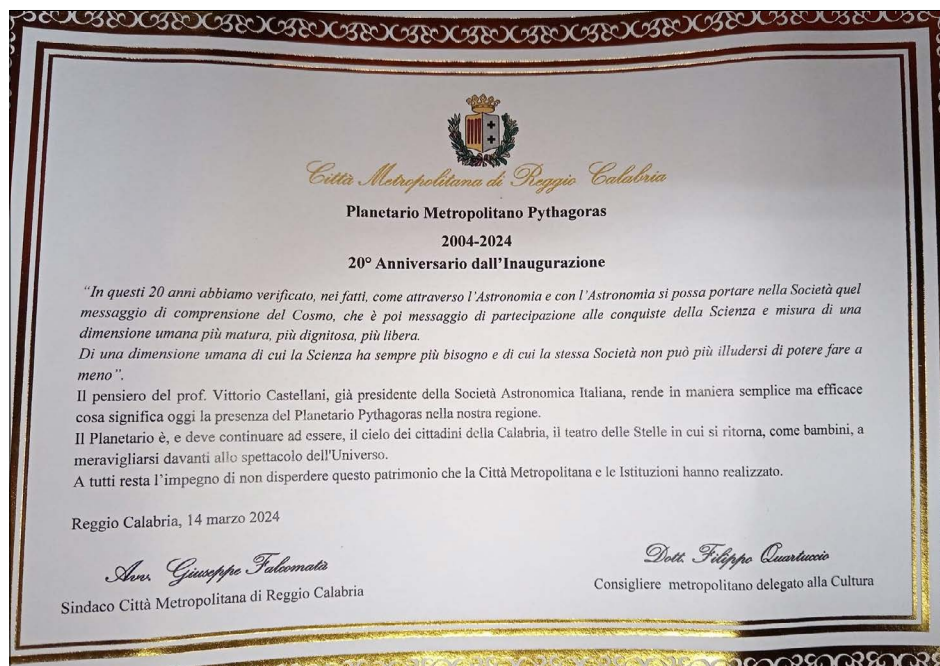 Città Metropolitana di Reggio Calabria
Planetario Metropolitano Pythagoras
2004-2024
20° Anniversario dall'Inaugurazione
"In questi 20 anni abbiamo verificato, nei fatti, come attraverso l'Astronomia e con l'Astronomia si possa portare nella Società quel
messaggio di comprensione del Cosmo, che è poi messaggio di partecipazione alle conquiste della Scienza e misura di una
dimensione umana più matura, più dignitosa, più libera.
Di una dimensione umana di cui la Scienza ha sempre più bisogno e di cui la stessa Società non può più illudersi di potere fare a
meno".
Il pensiero del prof. Vittorio Castellani, già presidente della Società Astronomica Italiana, rende in maniera semplice ma efficace
cosa significa oggi la presenza del Planetario Pythagoras nella nostra regione.
Il Planetario è, e deve continuare ad essere, il cielo dei cittadini della Calabria, il teatro delle Stelle in cui si ritorna, come bambini, a
meravigliarsi davanti allo spettacolo dell'Universo.
A tutti resta l'impegno di non disperdere questo patrimonio che la Città Metropolitana e le Istituzioni hanno realizzato.
Reggio Calabria, 14 marzo 2024
Avv. Giuseppe Falcomatà
Sindaco Città Metropolitana di Reggio Calabria
Dott. Filippo Quartuccio
Consigliere metropolitano delegato alla Cultura